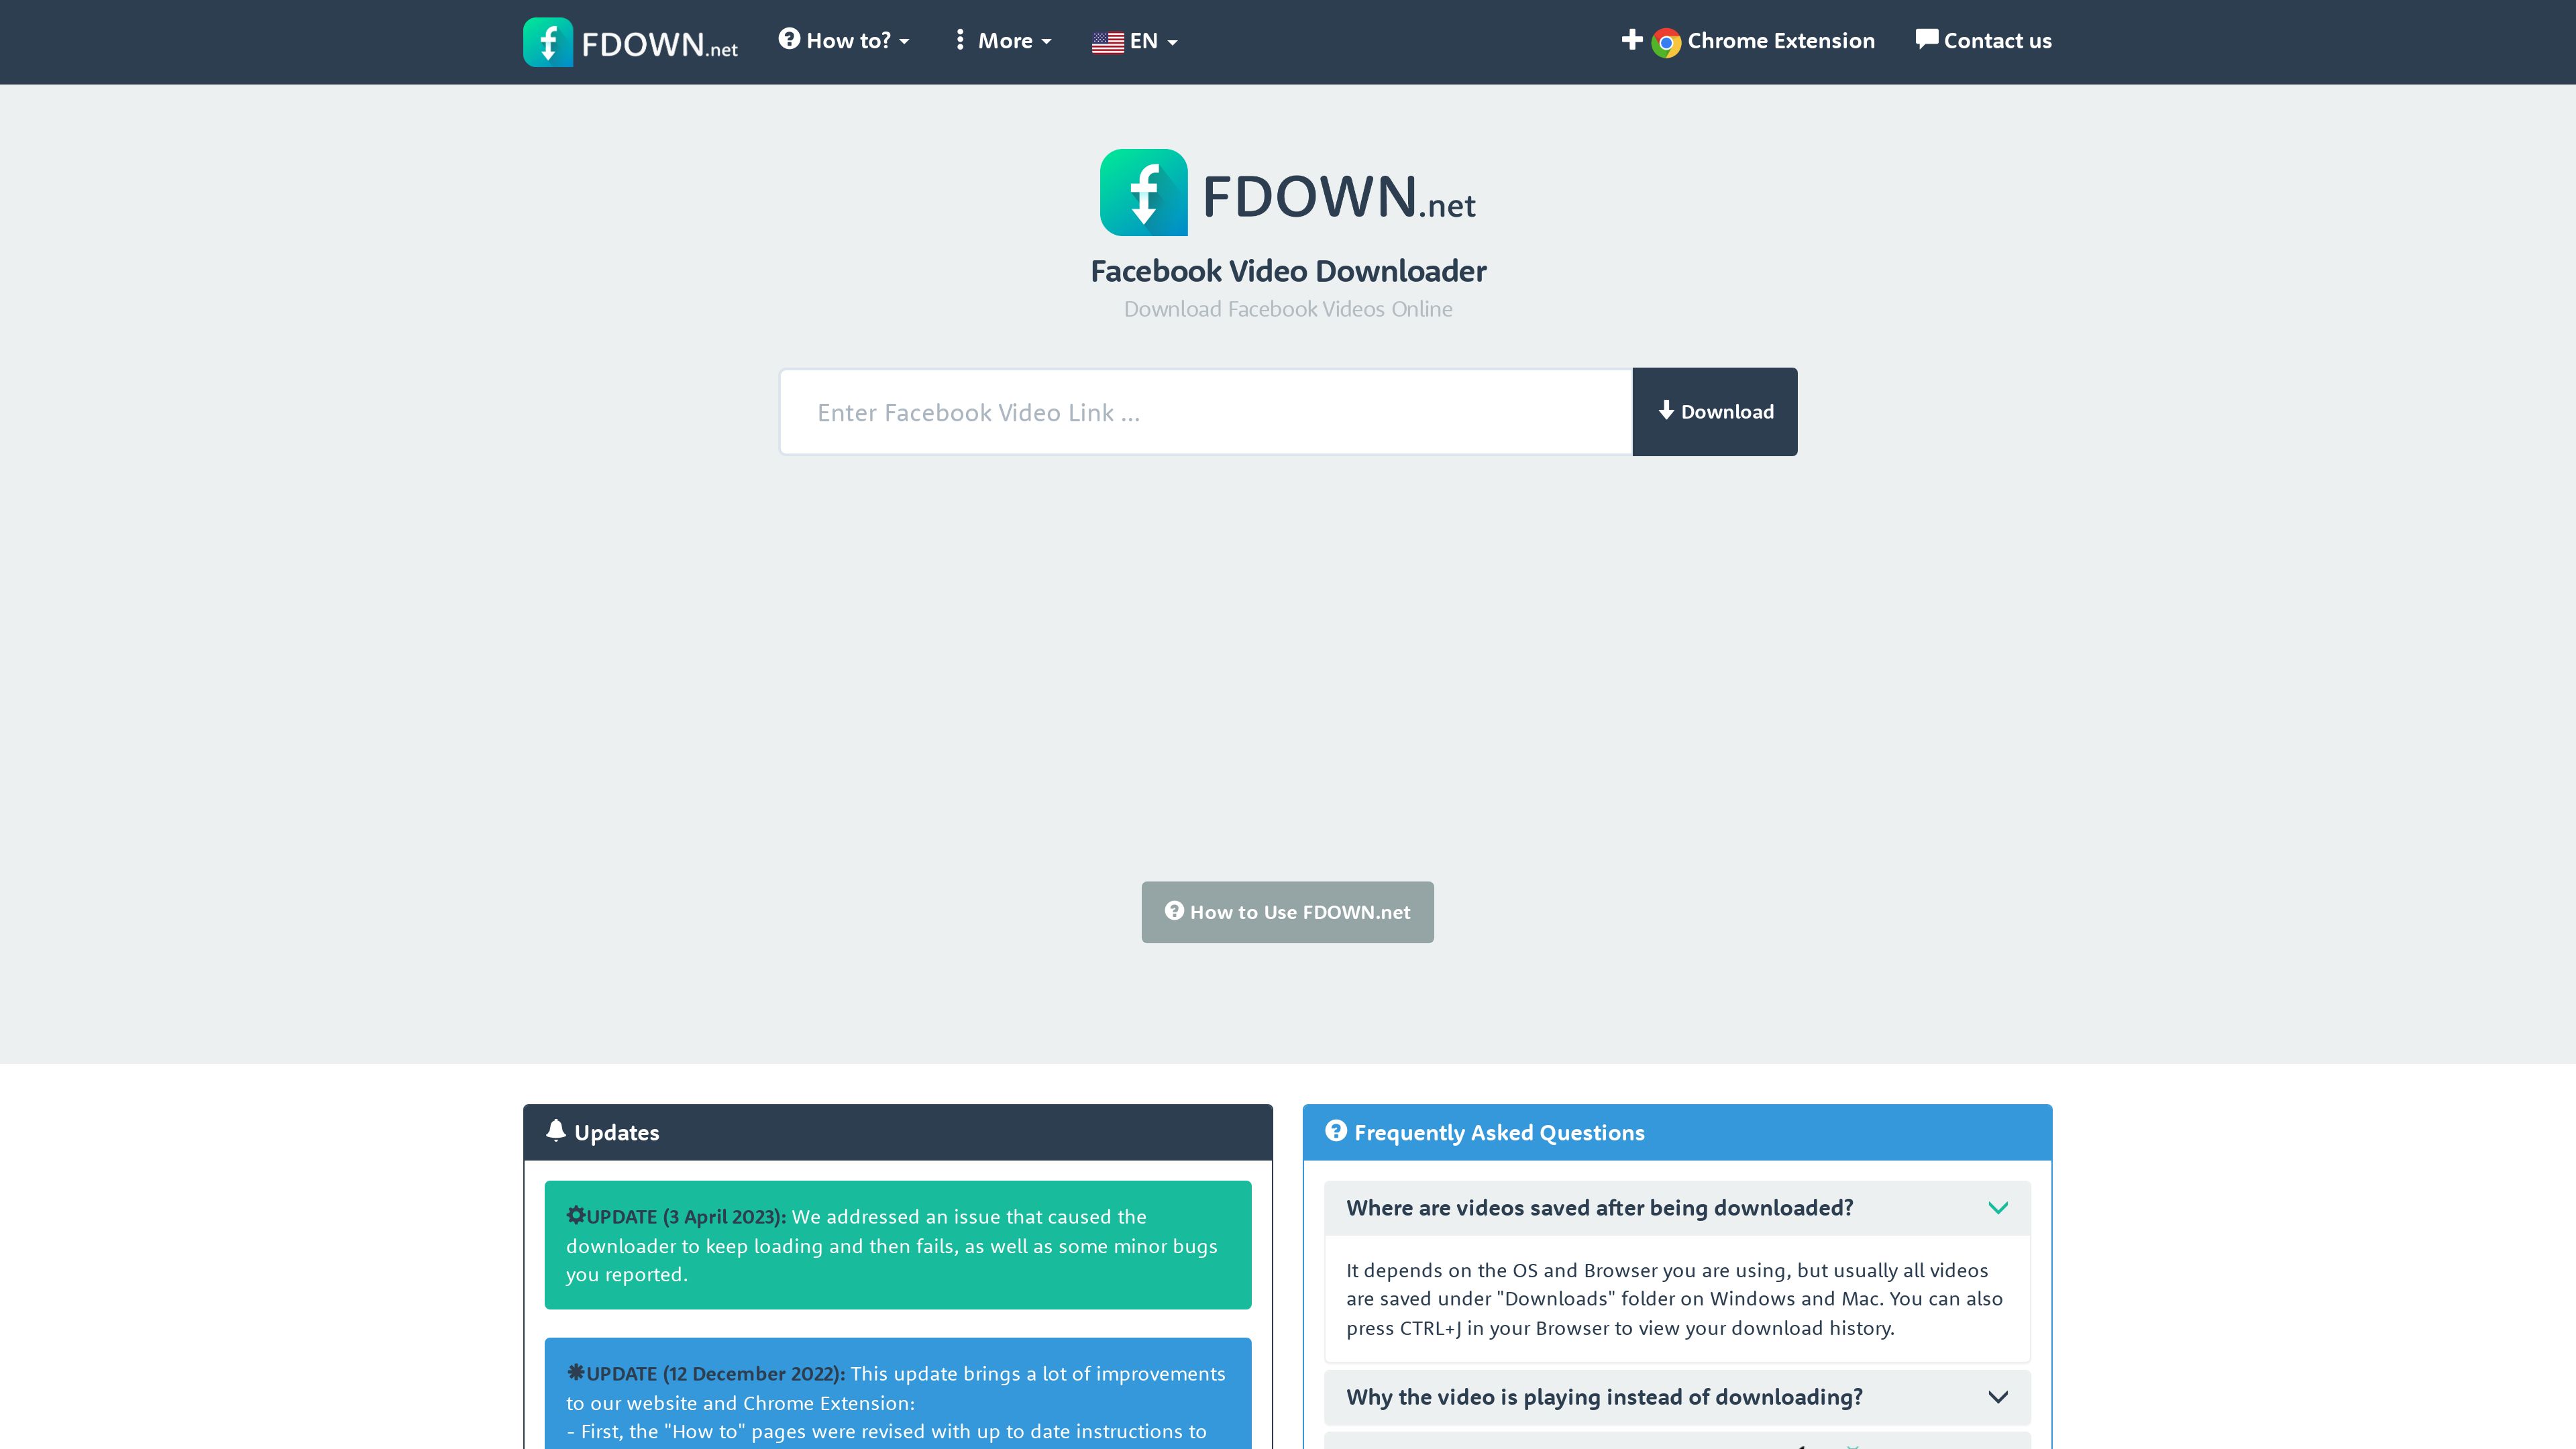 FDOWN.net
How to?
More
EN
Chrome Extension
Contact us
FDOWN.net
Facebook Video Downloader
Download Facebook Videos Online
Enter Facebook Video Link ...
Download
How to Use FDOWN.net
Updates
UPDATE (3 April 2023): We addressed an issue that caused the
downloader to keep loading and then fails, as well as some minor bugs
you reported.
UPDATE (12 December 2022): This update brings a lot of improvements
to our website and Chrome Extension:
- First, the "How to" pages were revised with up to date instructions to
Frequently Asked Questions
Where are videos saved after being downloaded?
It depends on the OS and Browser you are using, but usually all videos
are saved under "Downloads" folder on Windows and Mac. You can also
press CTRL+J in your Browser to view your download history.
Why the video is playing instead of downloading?